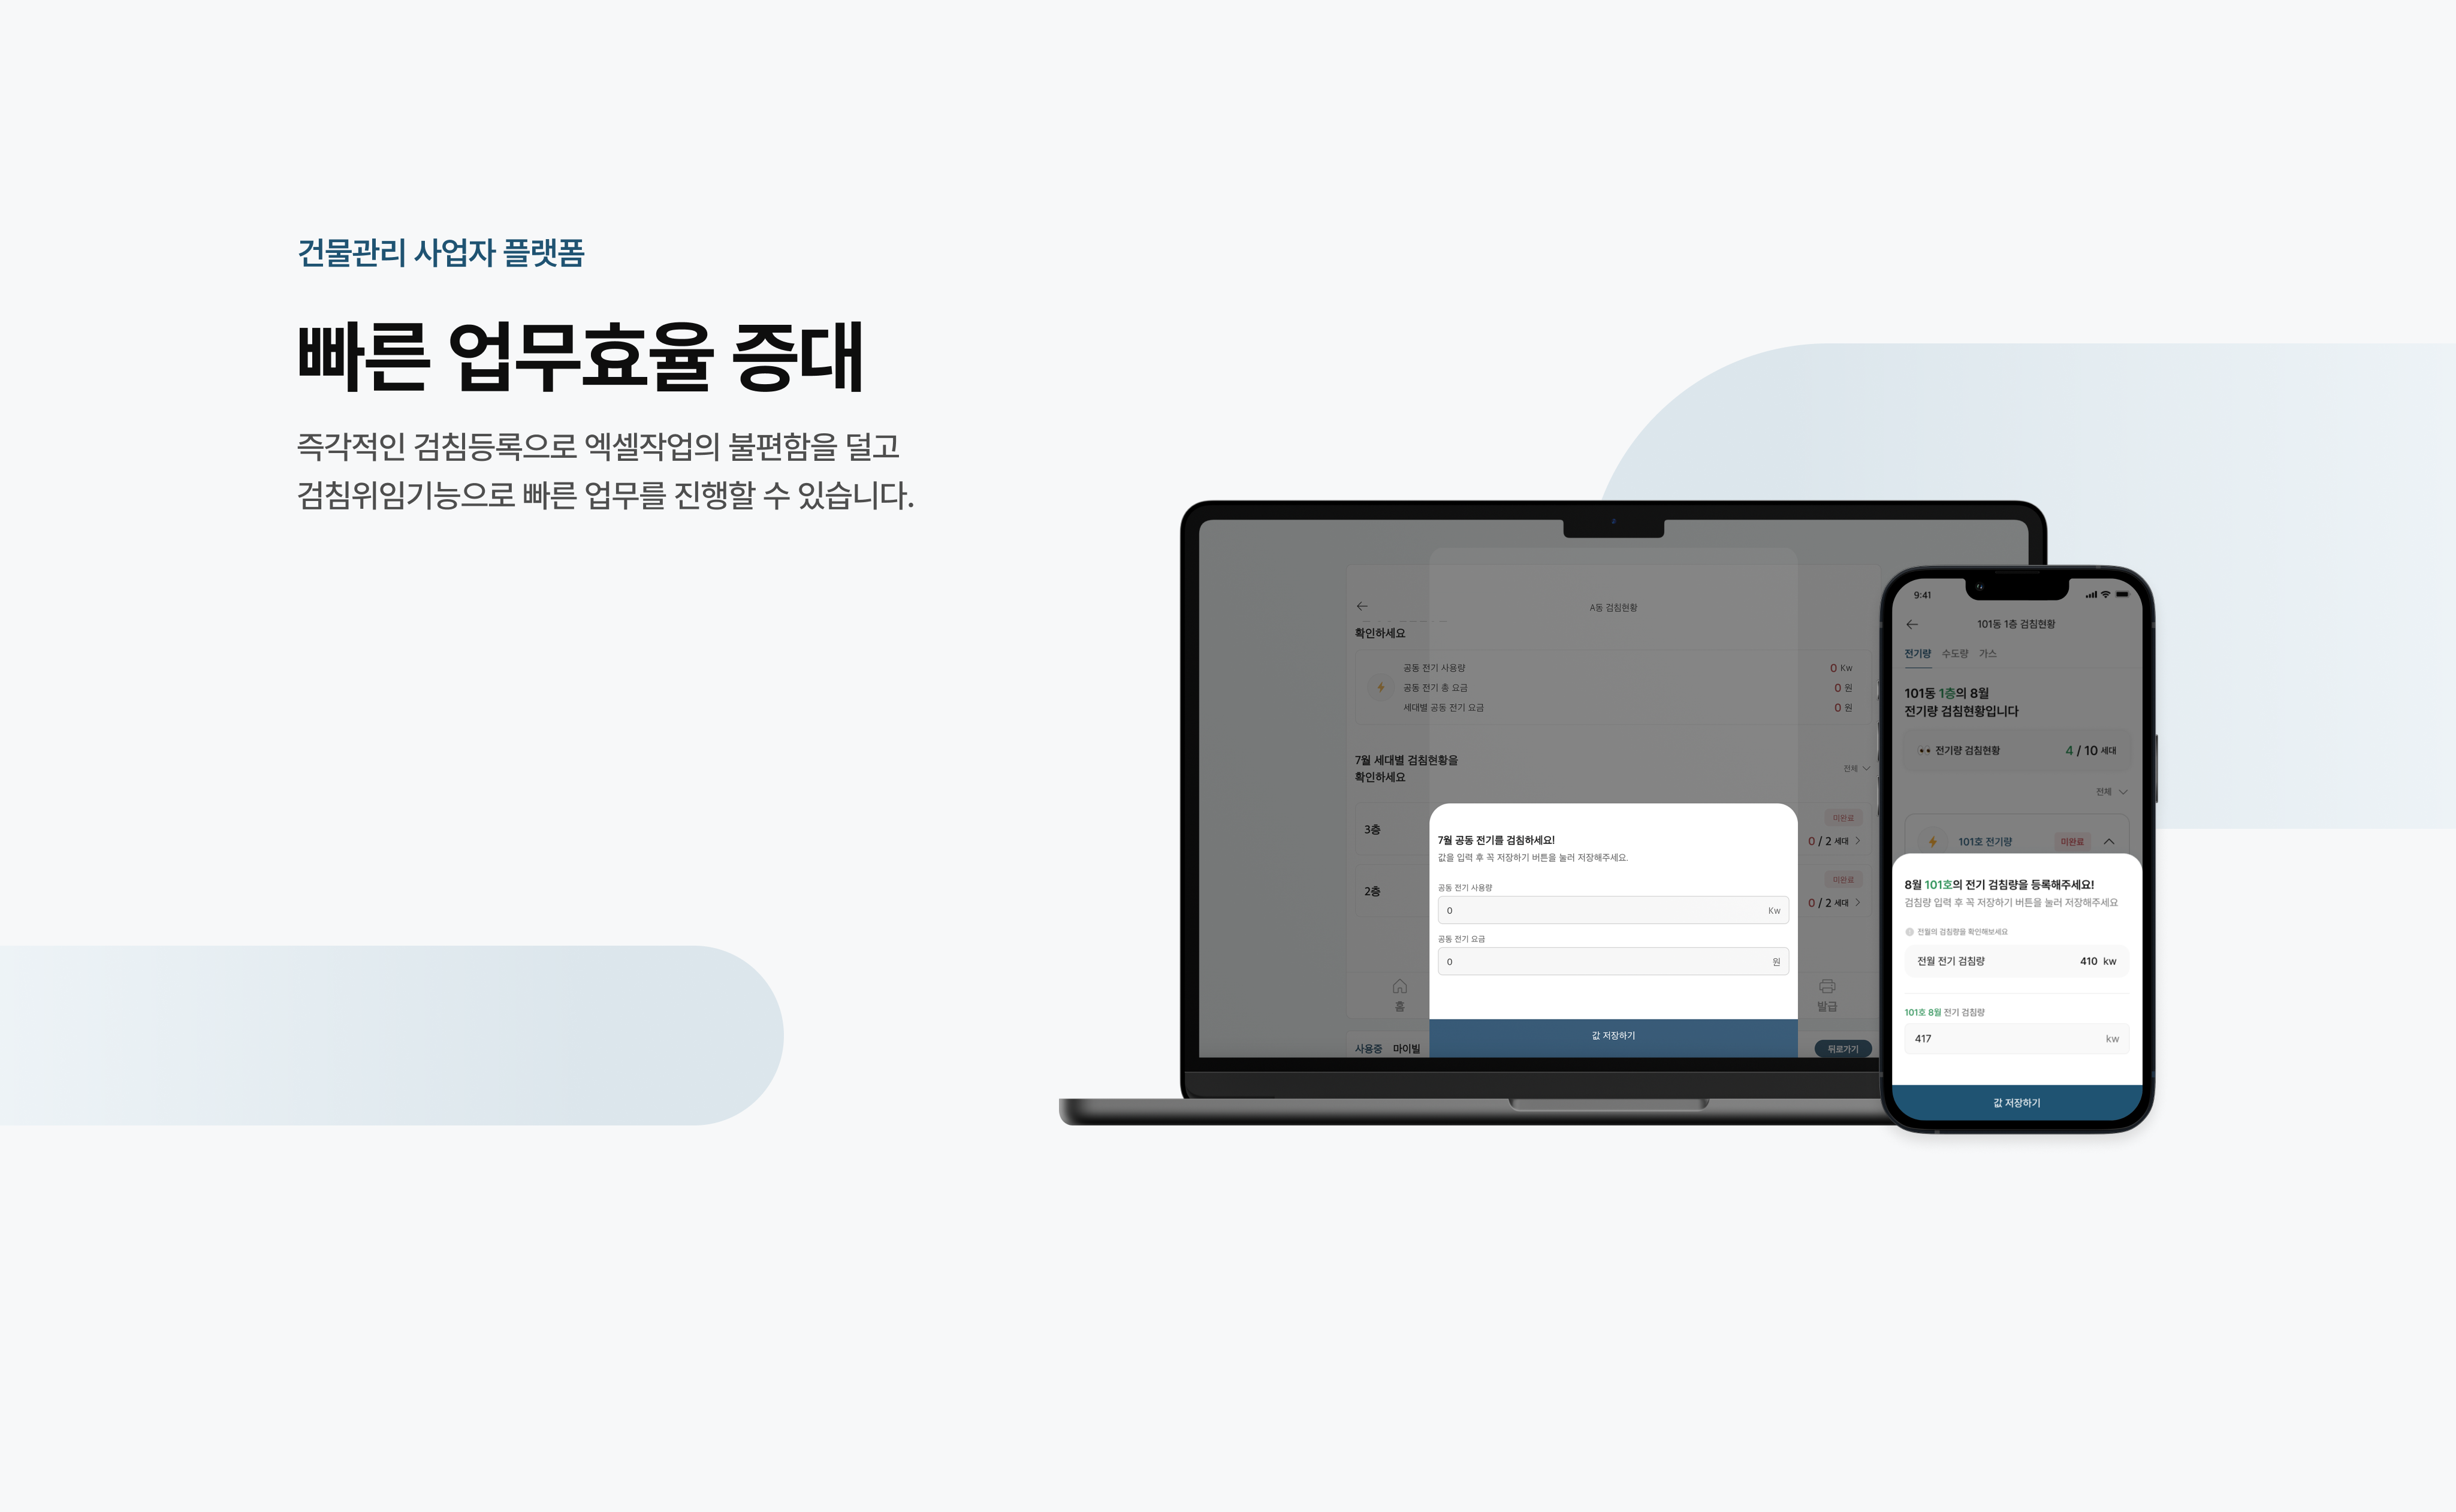 건물관리 사업자 플랫폼
빠른 업무효율 증대
즉각적인 검침등록으로 엑셀작업의 불편함을 덜고
검침위임기능으로 빠른 업무를 진행할 수 있습니다.
A동 검침현황
확인하세요
공동 전기 사용량
0 Kw
공동 전기 총 요금
0 원
세대별 공동 전기 요금
0 원
7월 세대별 검침현황을
확인하세요
전체
3층
미완료
0 / 2 세대
2층
미완료
0 / 2 세대
7월 공동 전기를 검침하세요!
값을 입력 후 꼭 저장하기 버튼을 눌러 저장해주세요.
공동 전기 사용량
0 Kw
공동 전기 요금
0 원
홈
발급
값 저장하기
사용중 마이빌
뒤로가기
9:41
101동 1층 검침현황
전기량 수도량 가스
101동 1층의 8월
전기량 검침현황입니다
전기량 검침현황
4 / 10 세대
전체
101호 전기량
미완료
8월 101호의 전기 검침량을 등록해주세요!
검침량 입력 후 꼭 저장하기 버튼을 눌러 저장해주세요
전월의 검침량을 확인해보세요
전월 전기 검침량
410 kw
101호 8월 전기 검침량
417 kw
값 저장하기